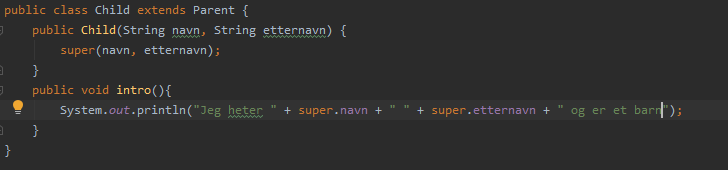 public class Child extends Parent {
public Child(String navn, String etternavn) {
super(navn, etternavn);
}
public void intro(){
System.out.println("Jeg heter " + super.navn + " " + super.etternavn + " og er et barn");
}
}